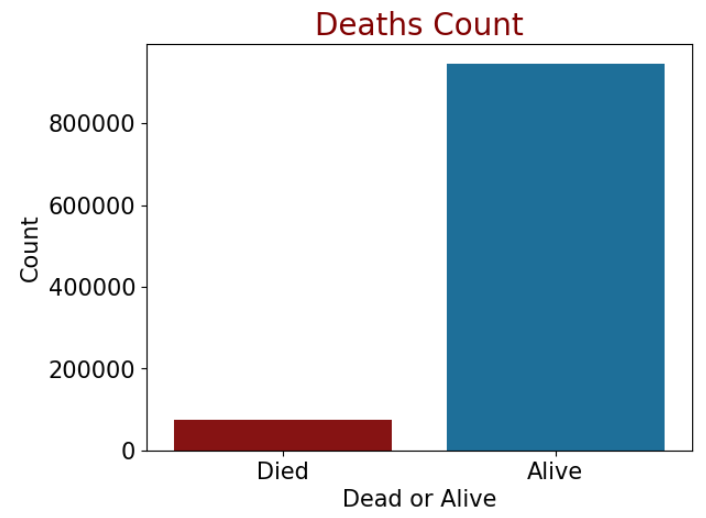 Deaths Count
800000
600000
400000
200000
0
Count
Died Alive
Dead or Alive